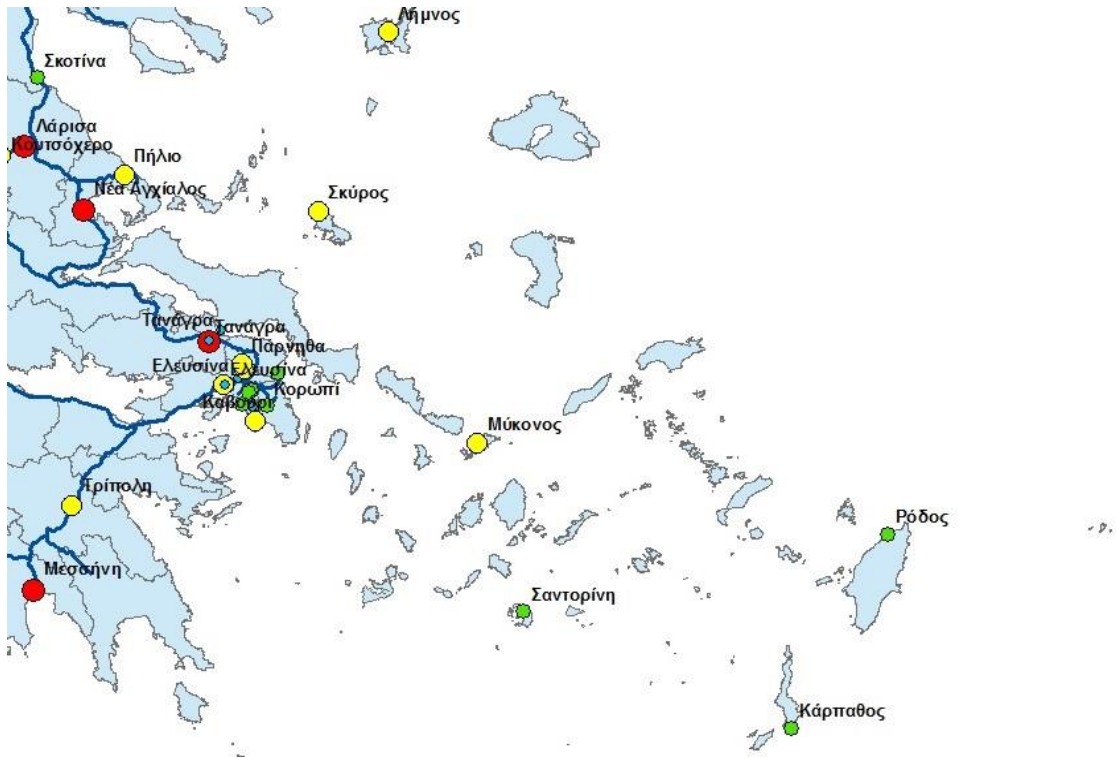 Λήμνος
Σκοτίνα
Λάρισα
Κουτσόχερο
Πήλιο
Νέα Αγχίαλος
Σκύρος
Τανάγρα
Τανάγρα
Πάρνηθα
Ελευσίνα
Ελευσίνα
Κορωπί
Καβούρι
Μύκονος
Τρίπολη
Ρόδος
Μεσσήνη
Σαντορίνη
Κάρπαθος